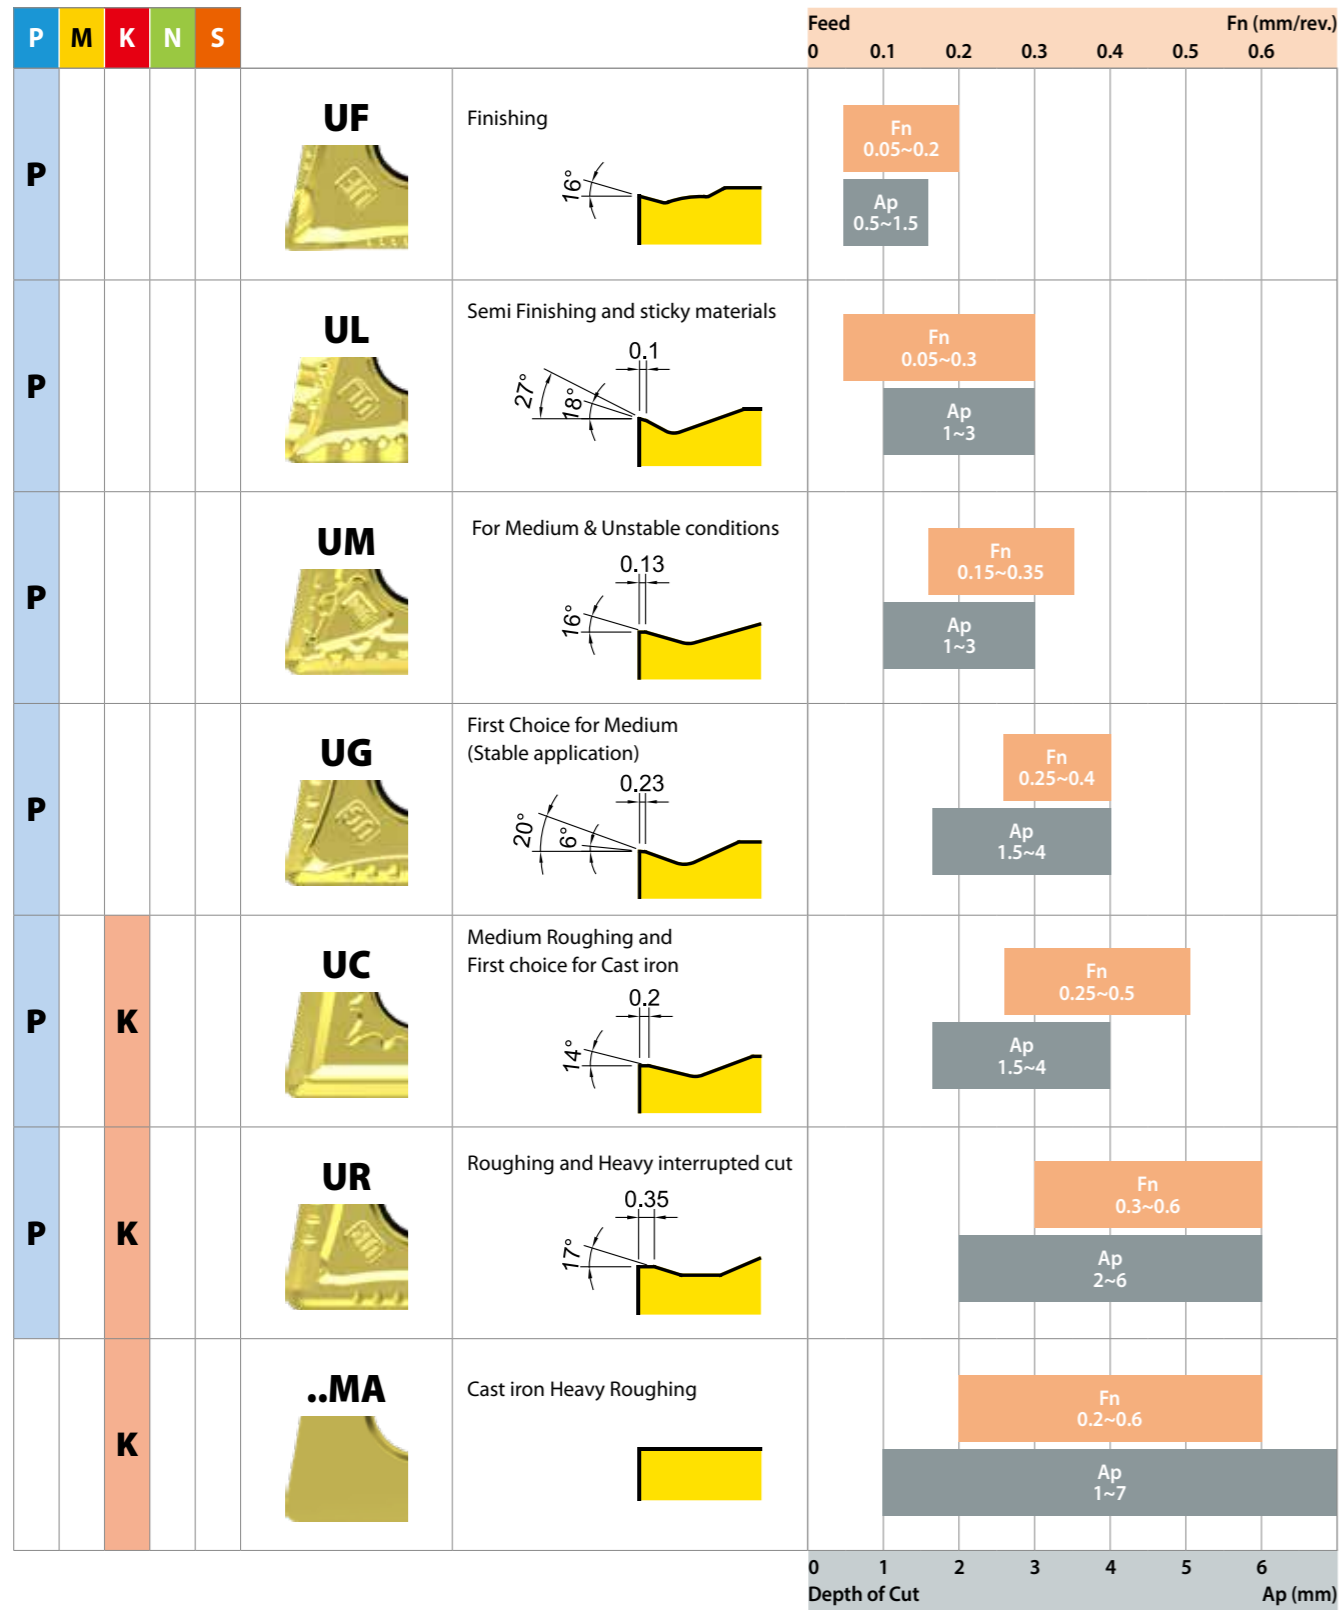 P M K N S
Feed Fn (mm/rev.)
0 0.1 0.2 0.3 0.4 0.5 0.6
P
UF
UF
Finishing
16°
Fn
0.05~0.2
Ap
0.5~1.5
P
UL
UL
Semi Finishing and sticky materials
0.1
27° 18°
Fn
0.05~0.3
Ap
1~3
P
UM
UM
For Medium & Unstable conditions
0.13
16°
Fn
0.15~0.35
Ap
1~3
P
UG
UG
First Choice for Medium
(Stable application)
0.23
20° 6°
Fn
0.25~0.4
Ap
1.5~4
P K
UC
Medium Roughing and
First choice for Cast iron
0.2
14°
Fn
0.25~0.5
Ap
1.5~4
P K
UR
UR
Roughing and Heavy interrupted cut
0.35
17°
Fn
0.3~0.6
Ap
2~6
K
..MA
Cast iron Heavy Roughing
Fn
0.2~0.6
Ap
1~7
0 1 2 3 4 5 6
Depth of Cut Ap (mm)